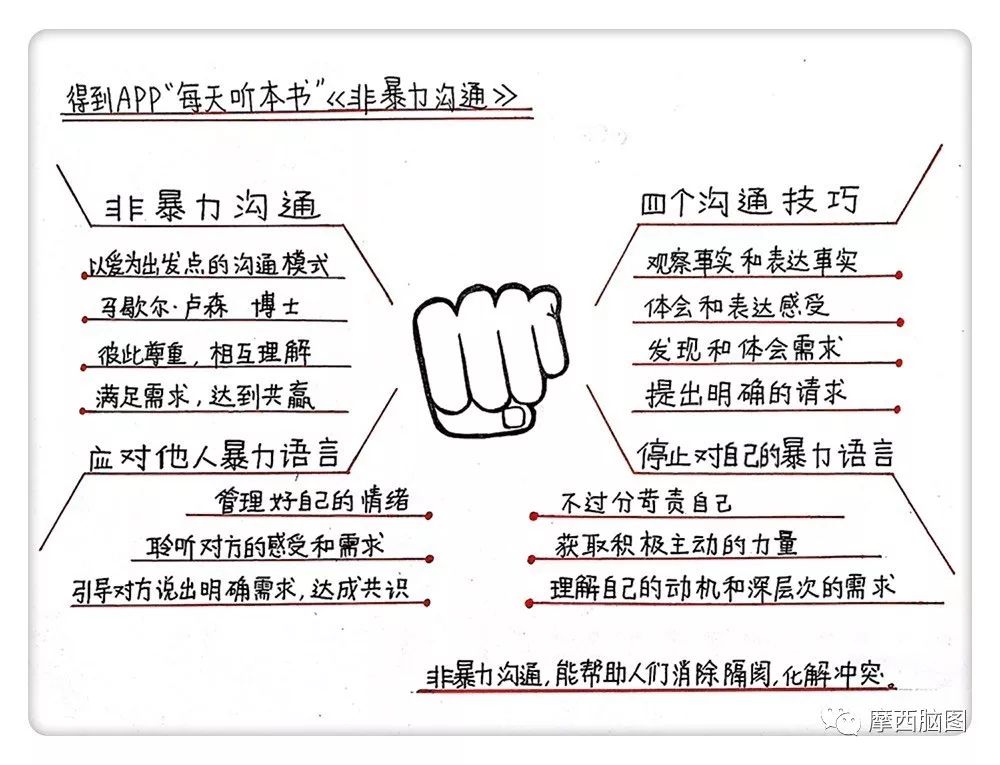 得到APP“每天听本书”《非暴力沟通》
非暴力沟通
以爱为出发点的沟通模式
马歇尔·卢森 博士
彼此尊重，相互理解
满足需求，达到共赢
四个沟通技巧
观察事实和表达事实
体会和表达感受
发现和体会需求
提出明确的请求
应对他人暴力语言
管理好自己的情绪
聆听对方的感受和需求
引导对方说出明确需求，达成共识
停止对自己的暴力语言
不过分苛责自己
获取积极主动的力量
理解自己的动机和深层次的需求
非暴力沟通，能帮助人们消除隔阂，化解冲突。
摩西脑图